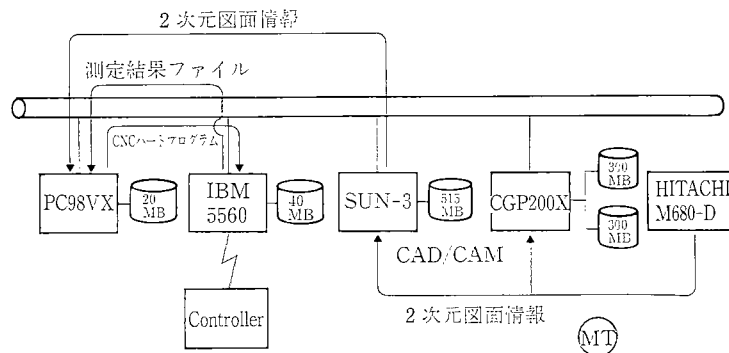 2次元図面情報
測定結果ファイル
CNCパートプログラム
PC98VX
20
MB
IBM
5560
40
MB
SUN-3
515
MB
CGP200X
300
MB
300
MB
HITACHI
M680-D
CAD/CAM
Controller
2次元図面情報
MT